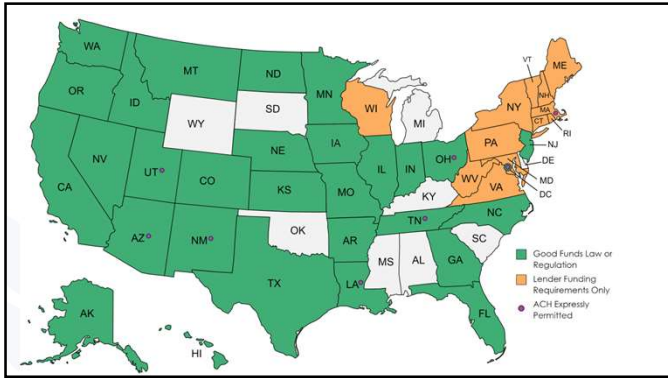 WA
MT
ND
MN
ME
VT
NH
OR
ID
SD
WI
NY
MA
WY
MI
CT
RI
PA
NJ
NE
IA
NV
UT
IL
IN
OH
DE
CO
WV
MD
CA
KS
MO
VA
DC
KY
NC
TN
AZ
NM
OK
AR
SC
MS
AL
GA
TX
LA
FL
AK
HI
Good Funds Law or
Regulation
Lender Funding
Requirements Only
ACH Expressly
Permitted